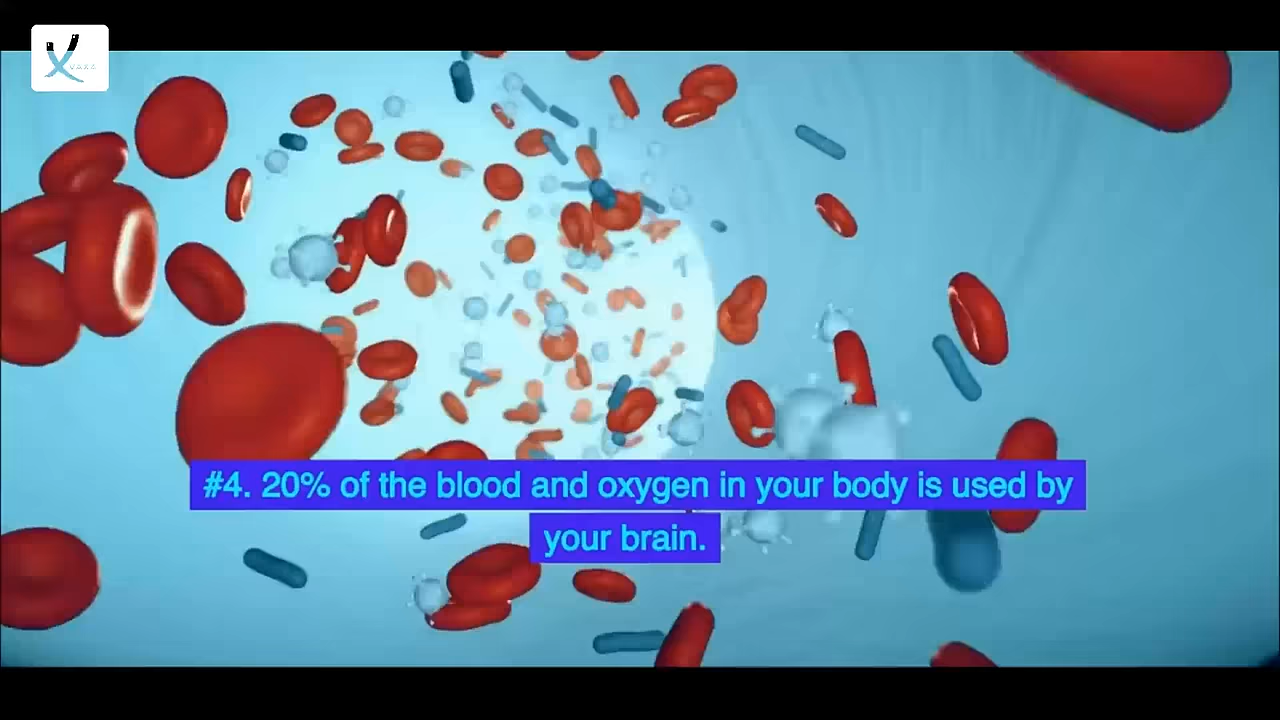 #4. 20% of the blood and oxygen in your body is used by
your brain.